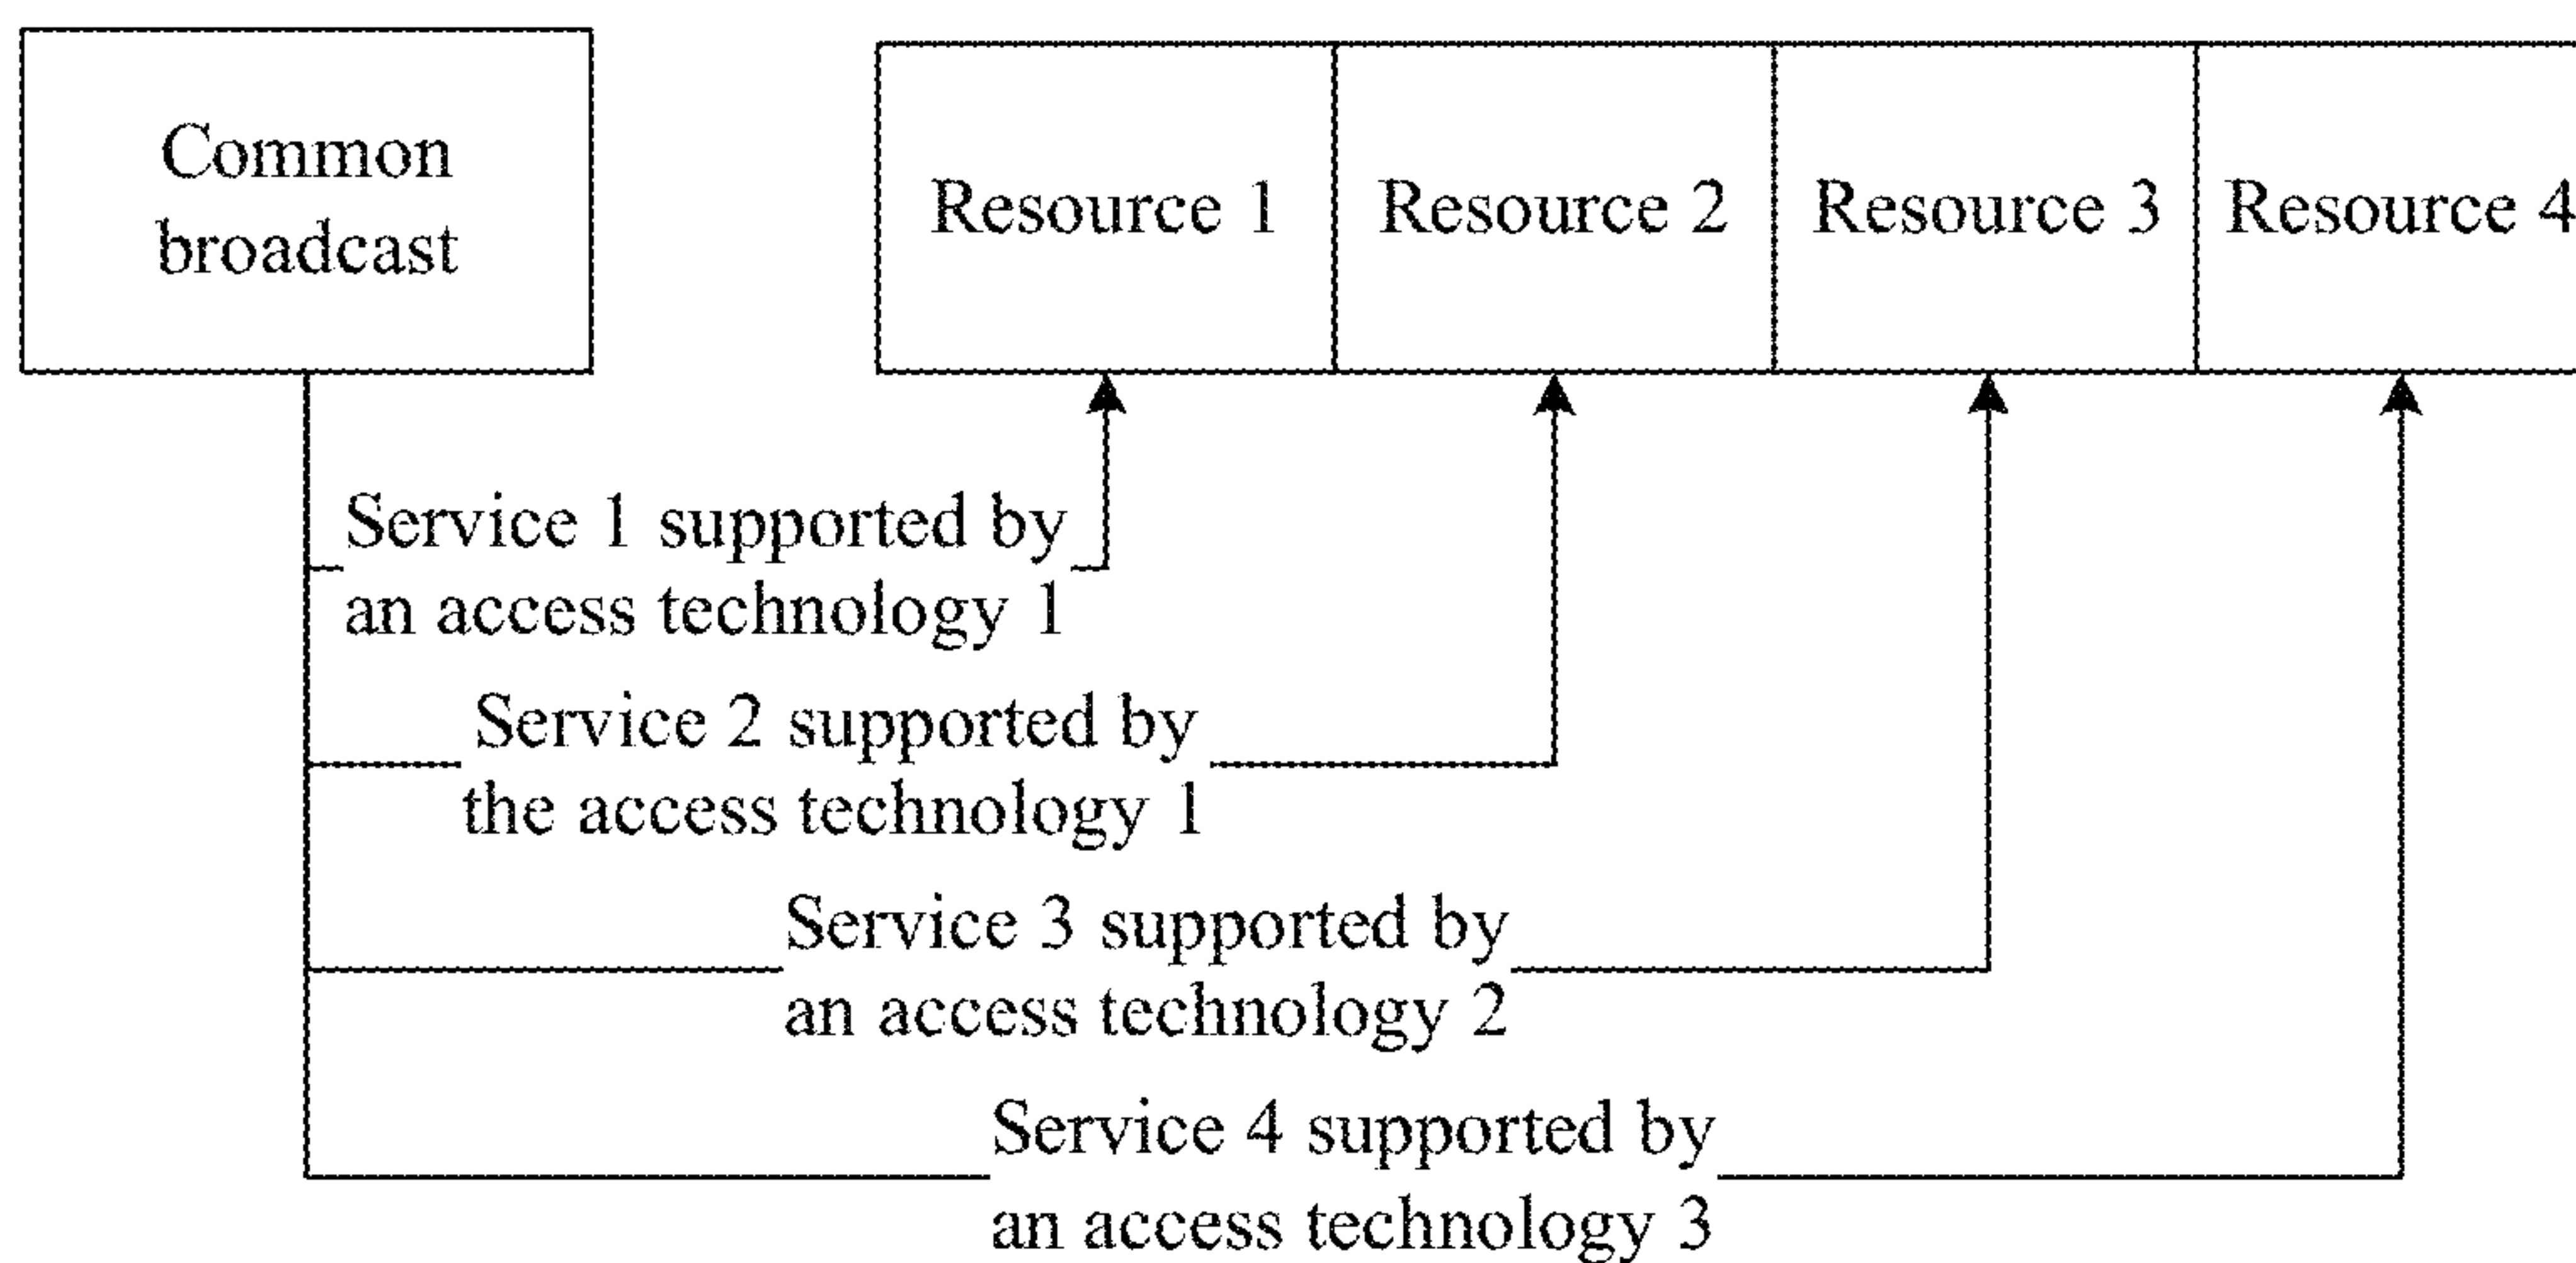 Common
broadcast
Resource 1
Resource 2
Resource 3
Resource 4
Service 1 supported by
an access technology 1
Service 2 supported by
the access technology 1
Service 3 supported by
an access technology 2
Service 4 supported by
an access technology 3